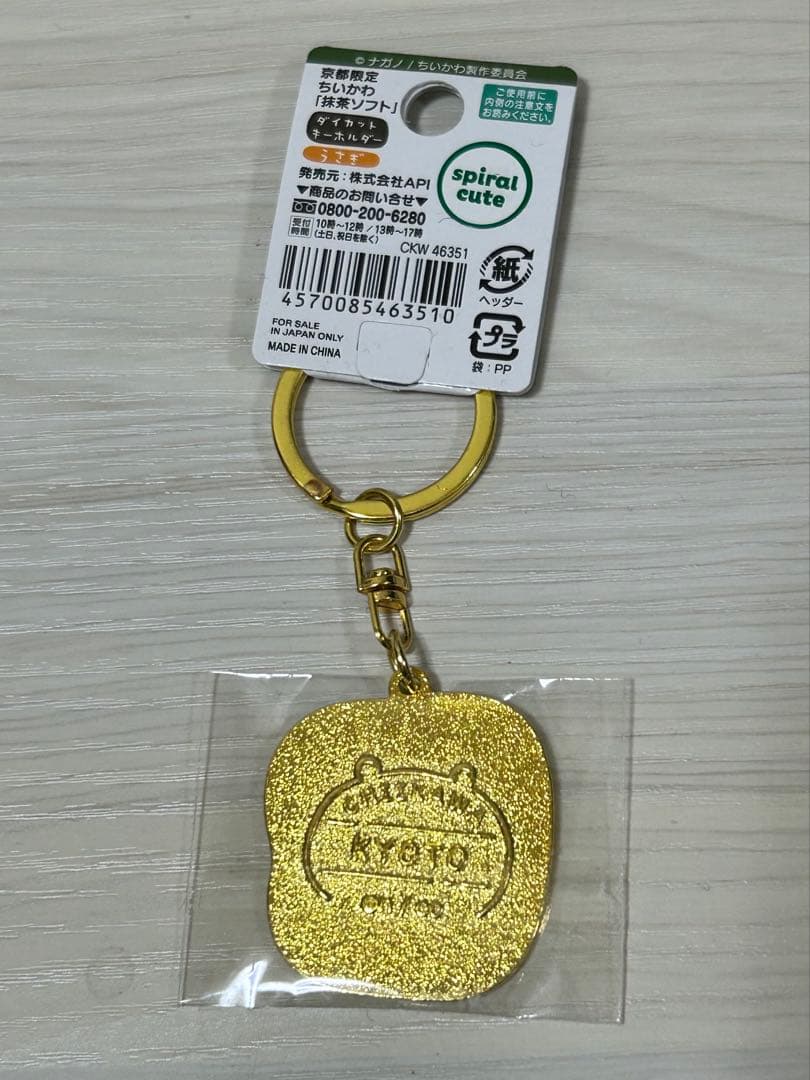 © ナガノ / ちいかわ製作委員会
京都限定
ちいかわ
「抹茶ソフト」
ダイカット
キーホルダー
うさぎ
ご使用前に
内側の注意文を
お読みください。
発売元：株式会社API
▼商品のお問い合せ▼
0800-200-6280
受付時間 10時〜12時 / 13時〜17時
(土日、祝日を除く)
spiral
cute
CKW 46351
4570085463510
紙
ヘッダー
プラ
袋：PP
FOR SALE
IN JAPAN ONLY
MADE IN CHINA
CHIIKAWA
KYOTO